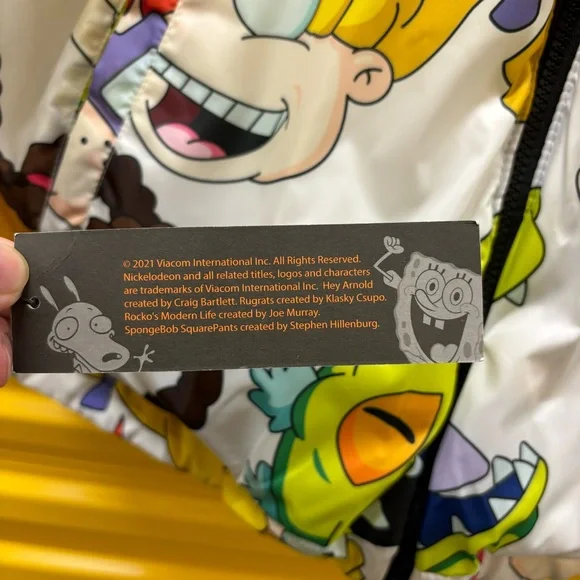 © 2021 Viacom International Inc. All Rights Reserved.
Nickelodeon and all related titles, logos and characters
are trademarks of Viacom International Inc. Hey Arnold
created by Craig Bartlett. Rugrats created by Klasky Csupo.
Rocko's Modern Life created by Joe Murray.
SpongeBob SquarePants created by Stephen Hillenburg.